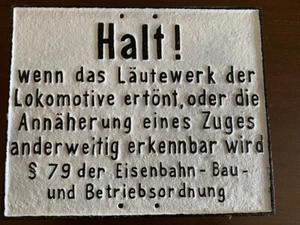 Halt!
wenn das Läutewerk der
Lokomotive ertönt, oder die
Annäherung eines Zuges
anderweitig erkennbar wird
§ 79 der Eisenbahn-Bau-
und Betriebsordnung